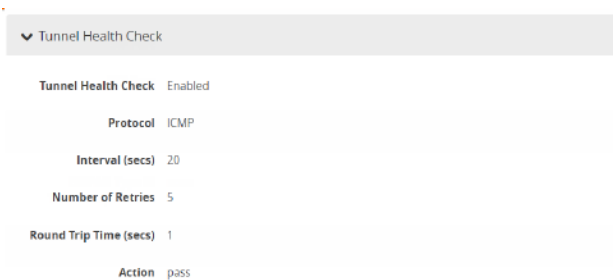 Tunnel Health Check
Tunnel Health Check Enabled
Protocol ICMP
Interval (secs) 20
Number of Retries 5
Round Trip Time (secs) 1
Action pass